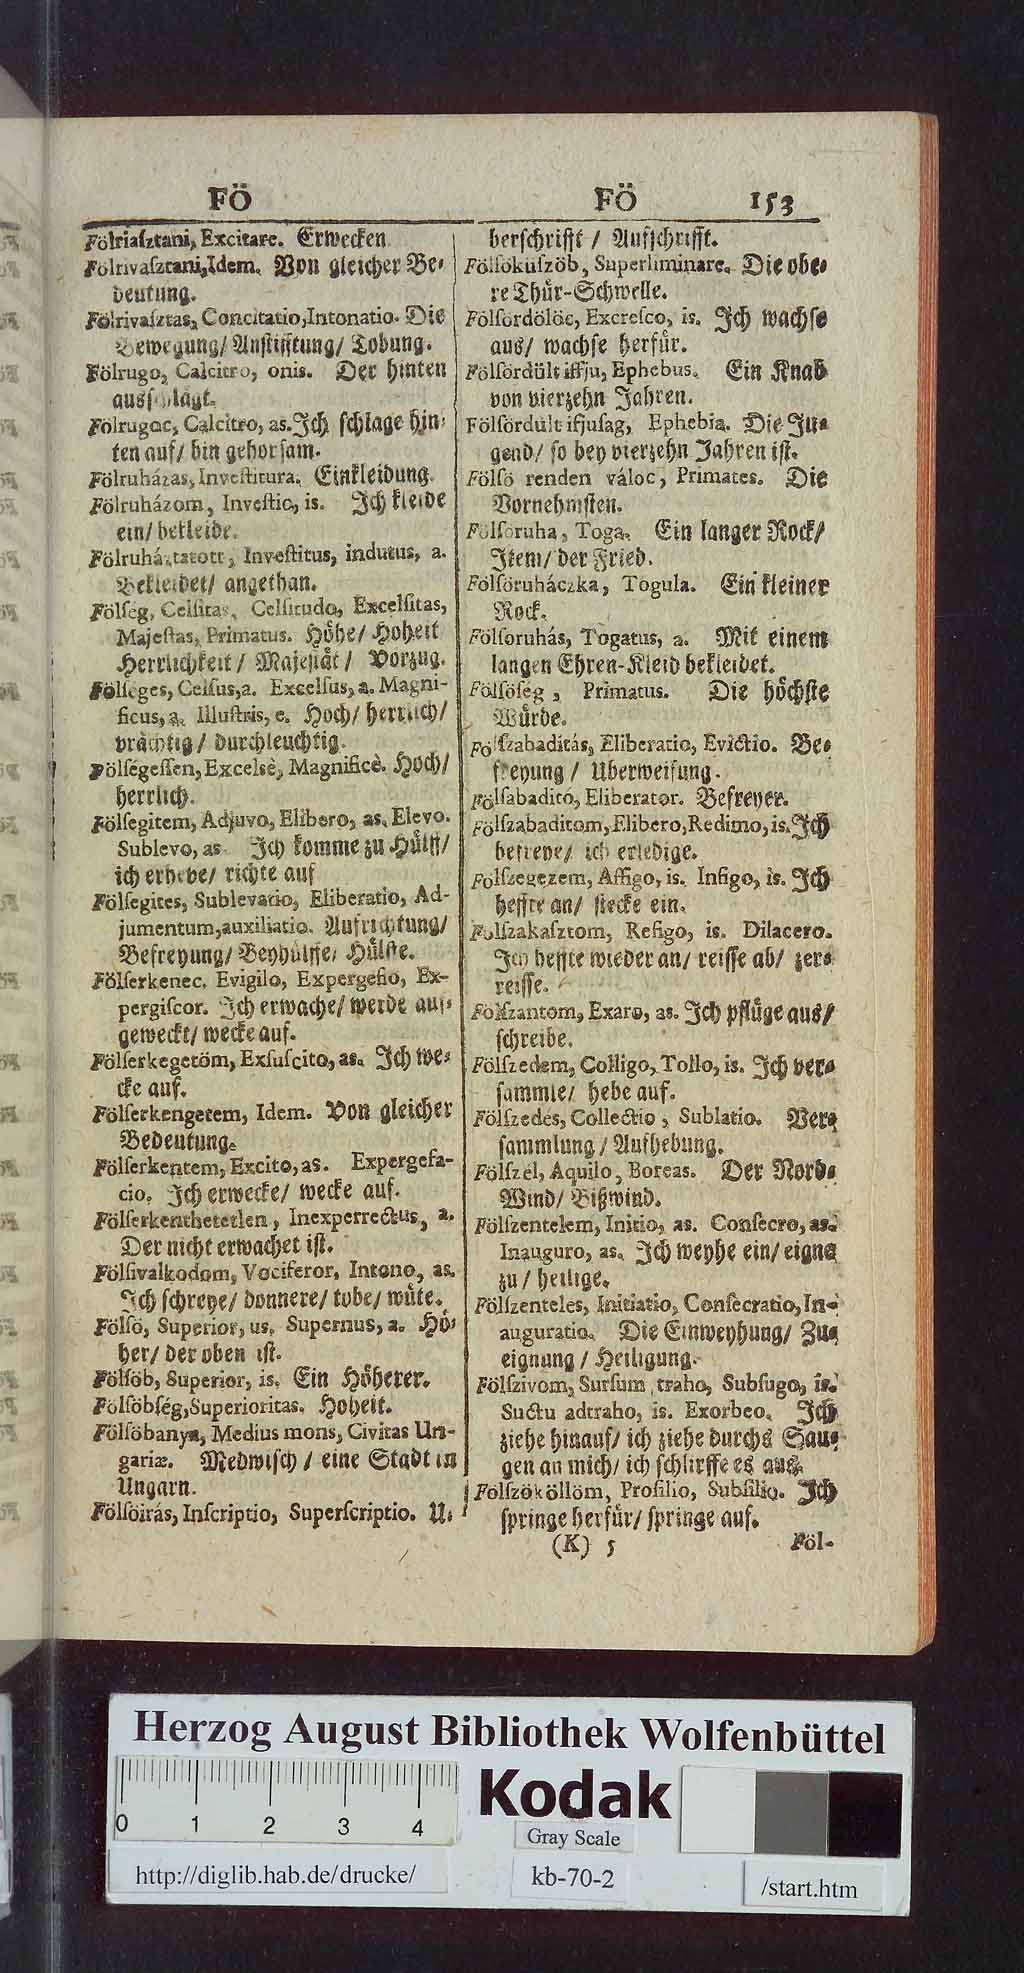 FÖ
Fölriaſztani, Excitare. Erwecken
Fölrivaſztani, Idem. Von gleicher Be⸗
deutung.
Fölrivaſztas, Concitatio, Intonatio. Die
Bewegung/ Anſtifftung/ Tobung.
Fölrugo, Calcitro, onis. Der hinten
ausſchlägt.
Fölrugoc, Calcitro, as. Ich ſchlage hin⸗
ten auf/ bin gehorſam.
Fölruházas, Inveſtitura. Einkleidung.
Fölruházom, Inveſtio, is. Ich kleide
ein/ bekleide.
Fölruháztatott, Inveſtitus, indutus, a.
Bekleidet/ angethan.
Fölſég, Celſitas, Celſitudo, Excelſitas,
Majeſtas, Primatus. Höhe/ Hoheit
Herrlichkeit/ Majeſtät/ Vorzug.
Fölſeges, Celſus, a. Excelſus, a. Magni-
ficus, a. Illuſtris, e. Hoch/ herrlich/
prächtig/ durchleuchtig.
Fölſégeſſen, Excelsè, Magnificè. Hoch/
herrlich.
Fölſegitem, Adjuvo, Elibero, as. Elevo.
Sublevo, as Ich komme zu Hülff/
ich erhebe/ richte auf
Fölſegites, Sublevatio, Eliberatio, Ad-
jumentum, auxiliatio. Aufrichtung/
Befreyung/ Beyhülffe/ Hülffe.
Fölſerkenec. Evigilo, Expergefio, Ex-
pergiſcor. Ich erwache/ werde auf⸗
geweckt/ wecke auf.
Fölſerkegetöm, Exſuſcito, as. Ich we⸗
cke auf.
Fölſerkengetem, Idem. Von gleicher
Bedeutung.
Fölſerkentem, Excito, as. Expergefa-
cio. Ich erwecke/ wecke auf.
Fölſerkenthetetlen, Inexperrectus, a.
Der nicht erwachet iſt.
Fölſivalkodom, Vociferor, Intono, as.
Ich ſchreye/ donnere/ tobe/ wüte.
Fölſö, Superior, us, Supernus, a. Hö⸗
her/ der oben iſt.
Fölſöb, Superior, is. Ein Höherer.
Fölſöbſég, Superioritas. Hoheit.
Fölſöbanya, Medius mons, Civitas Un-
gariæ. Medwiſch/ eine Stadt in
Ungarn.
Fölſöirás, Inſcriptio, Superſcriptio. U⸗
FÖ 153
berſchrifft/ Aufſchrifft.
Fölſöküſzöb, Superliminare. Die obe⸗
re Thür-Schwelle.
Fölſördölöc, Excreſco, is. Ich wachſe
aus/ wachſe herfür.
Fölſördült iffju, Ephebus. Ein Knab
von vierzehn Jahren.
Fölſördült ifjuſag, Ephebia. Die Ju⸗
gend/ ſo bey vierzehn Jahren iſt.
Fölſö renden váloc, Primates. Die
Vornehmſten.
Fölſöruha, Toga. Ein langer Rock/
Item/ der Fried.
Fölſöruháczka, Togula. Ein kleiner
Rock.
Fölſöruhás, Togatus, a. Mit einem
langen Ehren-Kleid bekleidet.
Fölſöſég, Primatus. Die höchſte
Würde.
Fölſzabaditás, Eliberatio, Evictio. Be⸗
freyung/ Uberweiſung.
Fölſabaditó, Eliberator. Befreyer.
Fölſzabaditom, Elibero, Redimo, is. Ich
befreye/ ich erledige.
Fölſzegezem, Affigo, is. Infigo, is. Ich
heffte an/ ſtecke ein.
Fölſzakaſztom, Refigo, is. Dilacero.
Ich heffte wieder an/ reiſſe ab/ zer⸗
reiſſe.
Fölſzantom, Exaro, as. Ich pflüge aus/
ſchreibe.
Fölſzedem, Colligo, Tollo, is. Ich ver⸗
ſammle/ hebe auf.
Fölſzedes, Collectio, Sublatio. Ver⸗
ſammlung/ Aufhebung.
Fölſzél, Aquilo, Boreas. Der Nord⸗
Wind/ Bißwind.
Fölſzentelem, Initio, as. Conſecro, as.
Inauguro, as. Ich weyhe ein/ eigne
zu/ heilige.
Fölſzenteles, Initiatio, Conſecratio, In-
auguratio. Die Einweyhung/ Zu⸗
eignung/ Heiligung.
Fölſzivom, Surſum traho, Subſugo, is.
Suctu adtraho, is. Exorbeo. Ich
ziehe hinauf/ ich ziehe durchs Sau⸗
gen an mich/ ich ſchlirffe es aus.
Fölſzököllöm, Proſilio, Subſilio. Ich
ſpringe herfür/ ſpringe auf.
(K) 5 Föl-
Herzog August Bibliothek Wolfenbüttel
0 1 2 3 4
Kodak
Gray Scale
http://diglib.hab.de/drucke/ kb-70-2 /start.htm